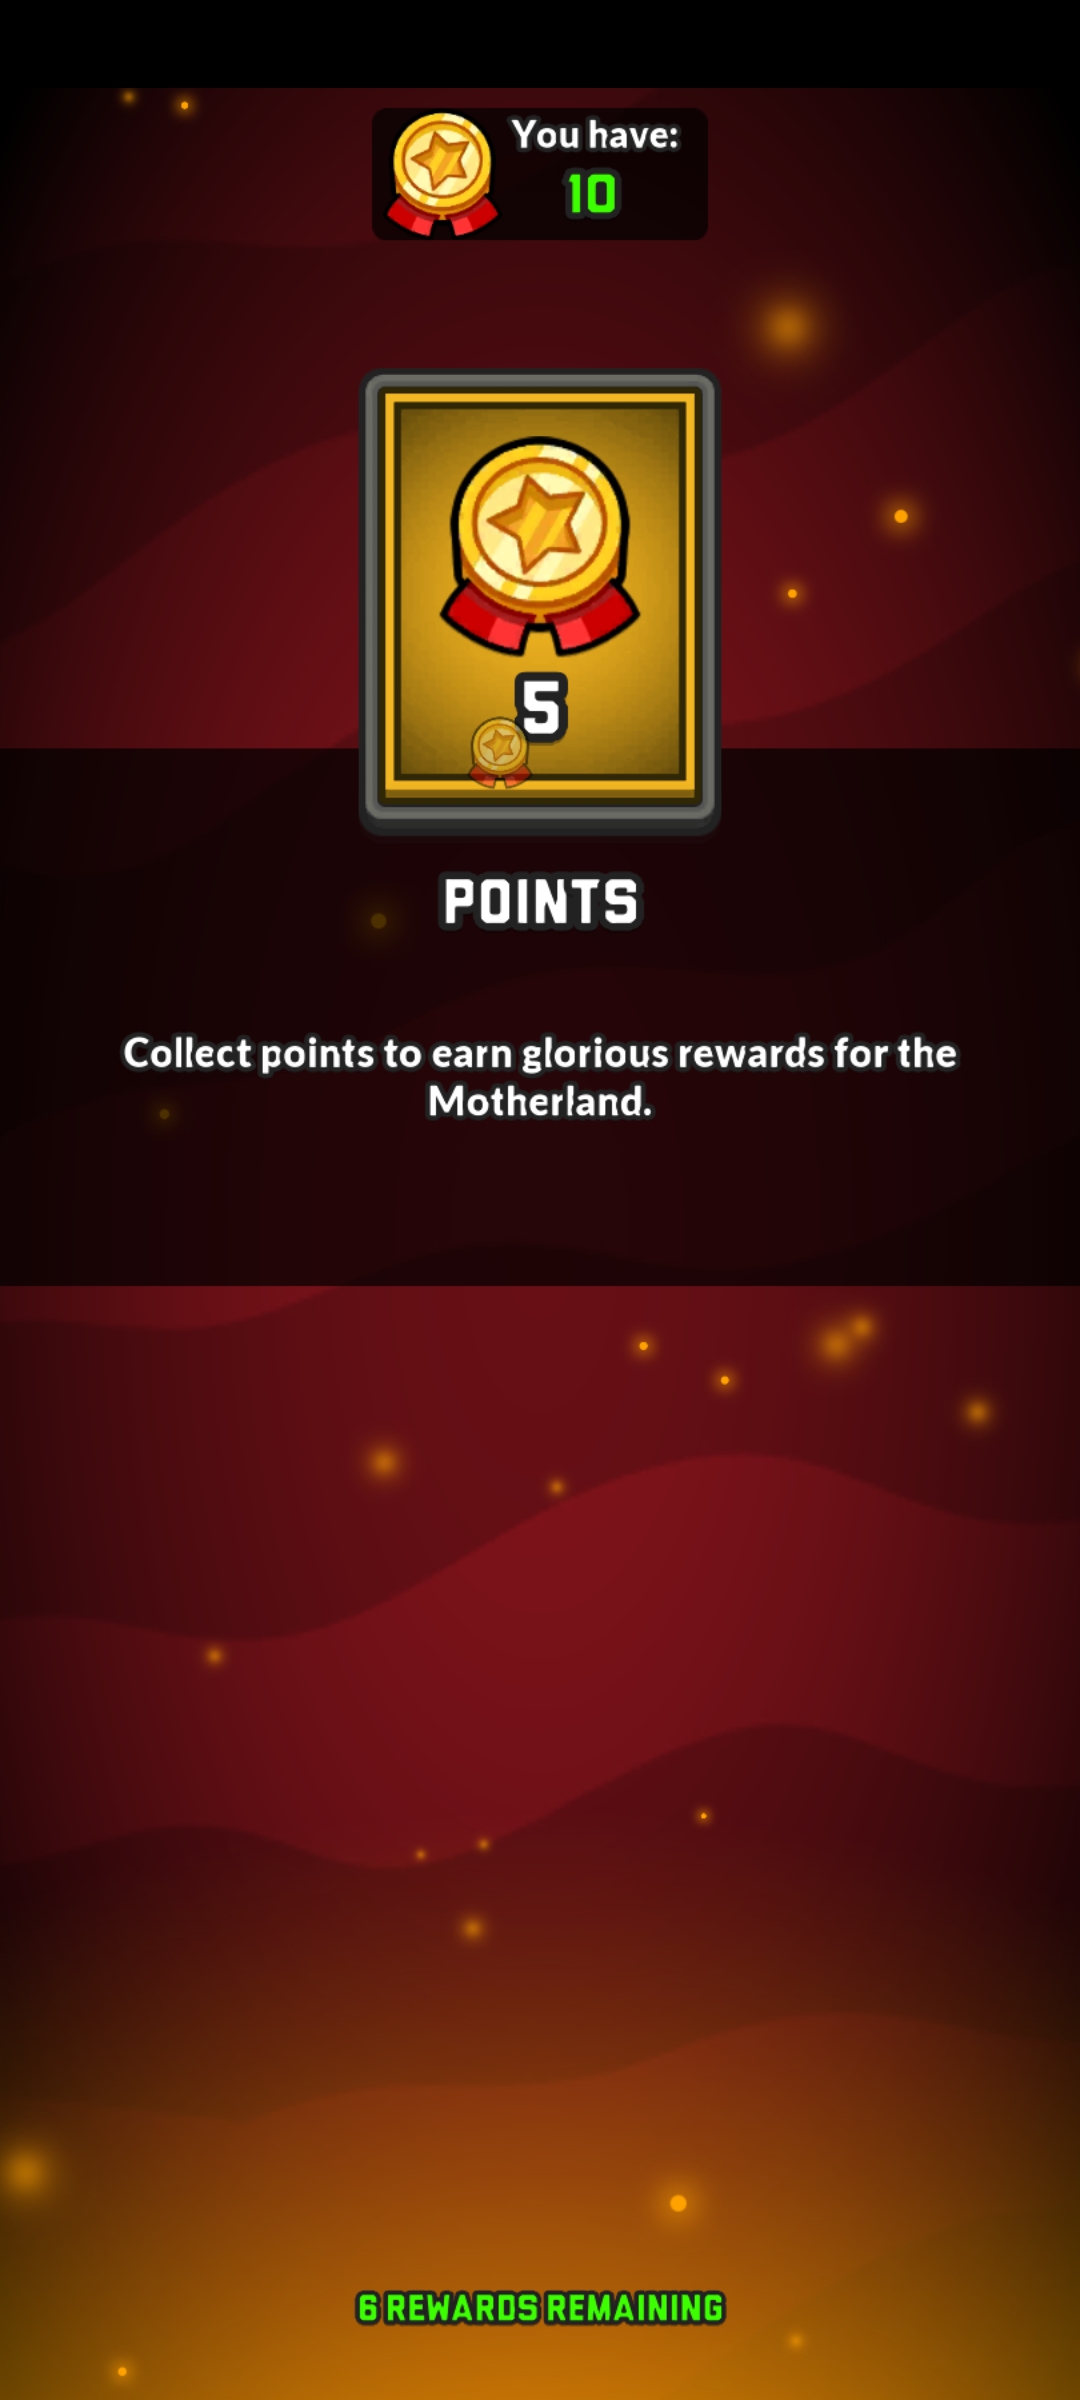 You have:
10
5
POINTS
Collect points to earn glorious rewards for the
Motherland.
6 REWARDS REMAINING